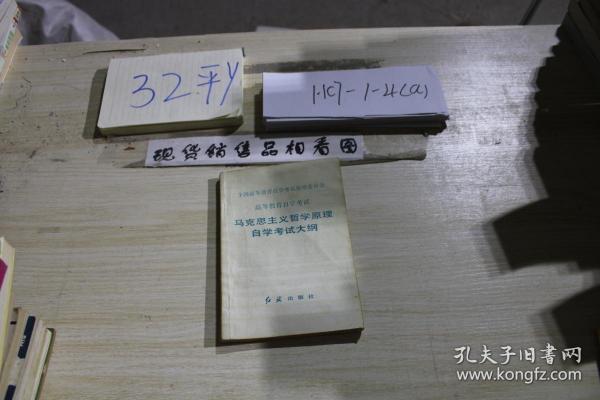 32平y
1-1C7-1-4(a)
现货销售品相看图
全国高等教育自学考试指导委员会
高等教育自学考试
马克思主义哲学原理
自学考试大纲
红旗出版社
孔夫子旧书网
www.kongfz.com